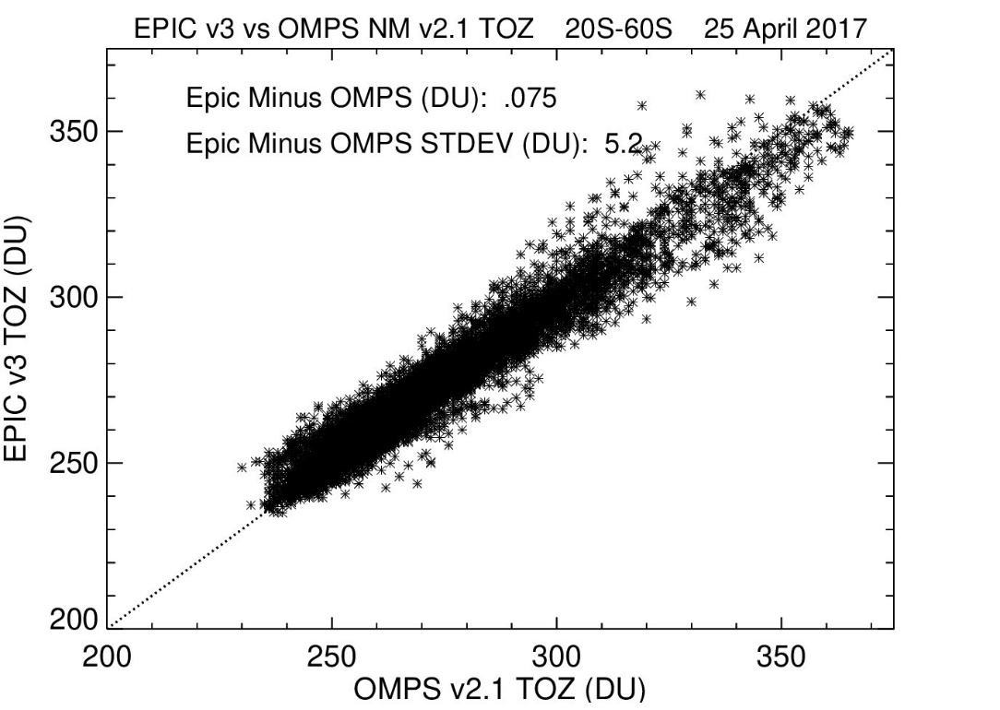 EPIC v3 vs OMPS NM v2.1 TOZ 20S-60S 25 April 2017
Epic Minus OMPS (DU): .075
Epic Minus OMPS STDEV (DU): 5.2
EPIC v3 TOZ (DU)
350
300
250
200
200 250 300 350
OMPS v2.1 TOZ (DU)